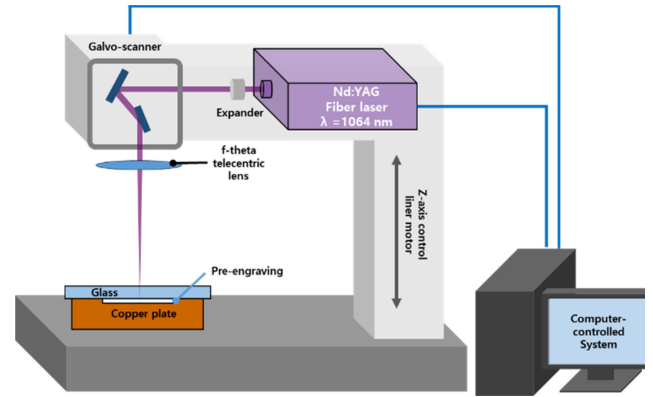 Galvo-scanner
Nd:YAG
Fiber laser
λ =1064 nm
Expander
f-theta
telecentric
lens
Z-axis control
liner motor
Pre-engraving
Glass
Copper plate
Computer-
controlled
System